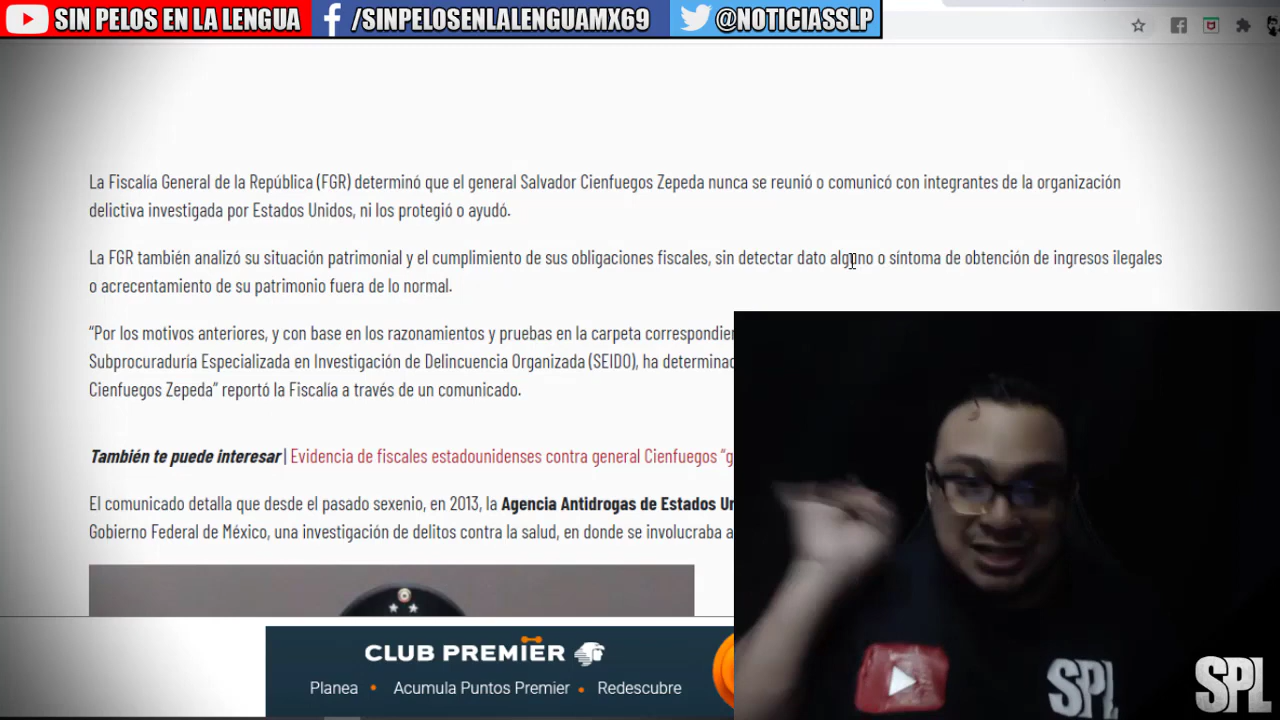 SIN PELOS EN LA LENGUA /SINPELOSENLALENGUAMX69 @NOTICIASSLP
La Fiscalía General de la República (FGR) determinó que el general Salvador Cienfuegos Zepeda nunca se reunió o comunicó con integrantes de la organización
delictiva investigada por Estados Unidos, ni los protegió o ayudó.
La FGR también analizó su situación patrimonial y el cumplimiento de sus obligaciones fiscales, sin detectar dato alguno o síntoma de obtención de ingresos ilegales
o acrecentamiento de su patrimonio fuera de lo normal.
“Por los motivos anteriores, y con base en los razonamientos y pruebas en la carpeta
Subprocuraduría Especializada en Investigación de Delincuencia Organizada (SEIDO), ha
Cienfuegos Zepeda” reportó la Fiscalía a través de un comunicado.
También te puede interesar | Evidencia de fiscales estadounidenses contra general Cienfuegos
El comunicado detalla que desde el pasado sexenio, en 2013, la Agencia Antidrogas de Estados
Gobierno Federal de México, una investigación de delitos contra la salud, en donde se involucraba a
CLUB PREMIER
Planea • Acumula Puntos Premier • Redescubre
SPL
SPL